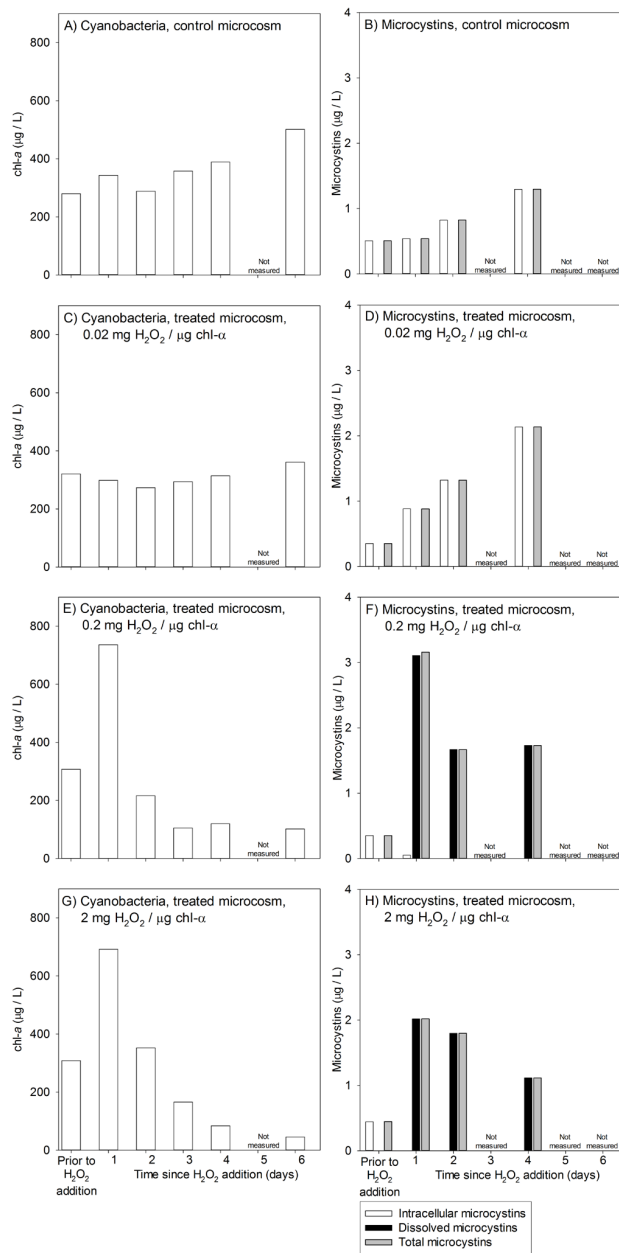 A) Cyanobacteria, control microcosm
800
600
400
200
0
chl-a (µg / L)
Not
measured
B) Microcystins, control microcosm
4
3
2
1
0
Microcystins (µg / L)
Not
measured
Not
measured
Not
measured
C) Cyanobacteria, treated microcosm,
0.02 mg H₂O₂ / µg chl-α
800
600
400
200
0
chl-a (µg / L)
Not
measured
D) Microcystins, treated microcosm,
0.02 mg H₂O₂ / µg chl-α
4
3
2
1
0
Microcystins (µg / L)
Not
measured
Not
measured
Not
measured
E) Cyanobacteria, treated microcosm,
0.2 mg H₂O₂ / µg chl-α
800
600
400
200
0
chl-a (µg / L)
Not
measured
F) Microcystins, treated microcosm,
0.2 mg H₂O₂ / µg chl-α
4
3
2
1
0
Microcystins (µg / L)
Not
measured
Not
measured
Not
measured
G) Cyanobacteria, treated microcosm,
2 mg H₂O₂ / µg chl-α
800
600
400
200
0
chl-a (µg / L)
Not
measured
Prior to
H₂O₂
addition
1 2 3 4 5 6
Time since H₂O₂ addition (days)
H) Microcystins, treated microcosm,
2 mg H₂O₂ / µg chl-α
4
3
2
1
0
Microcystins (µg / L)
Not
measured
Not
measured
Not
measured
Prior to
H₂O₂
addition
1 2 3 4 5 6
Time since H₂O₂ addition (days)
Intracellular microcystins
Dissolved microcystins
Total microcystins